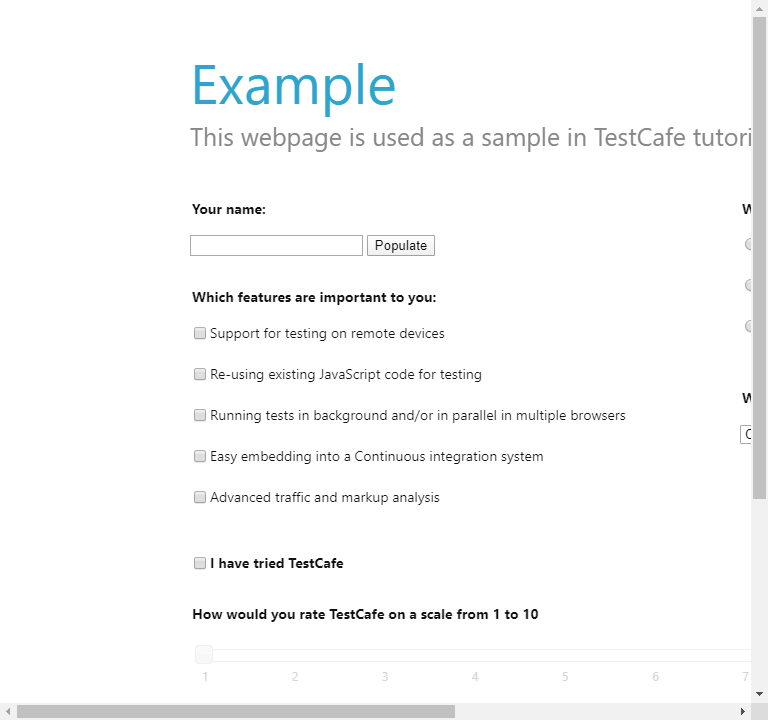 Example
This webpage is used as a sample in TestCafe tutori
Your name:
Populate
Which features are important to you:
Support for testing on remote devices
Re-using existing JavaScript code for testing
Running tests in background and/or in parallel in multiple browsers
Easy embedding into a Continuous integration system
Advanced traffic and markup analysis
I have tried TestCafe
How would you rate TestCafe on a scale from 1 to 10
1 2 3 4 5 6 7